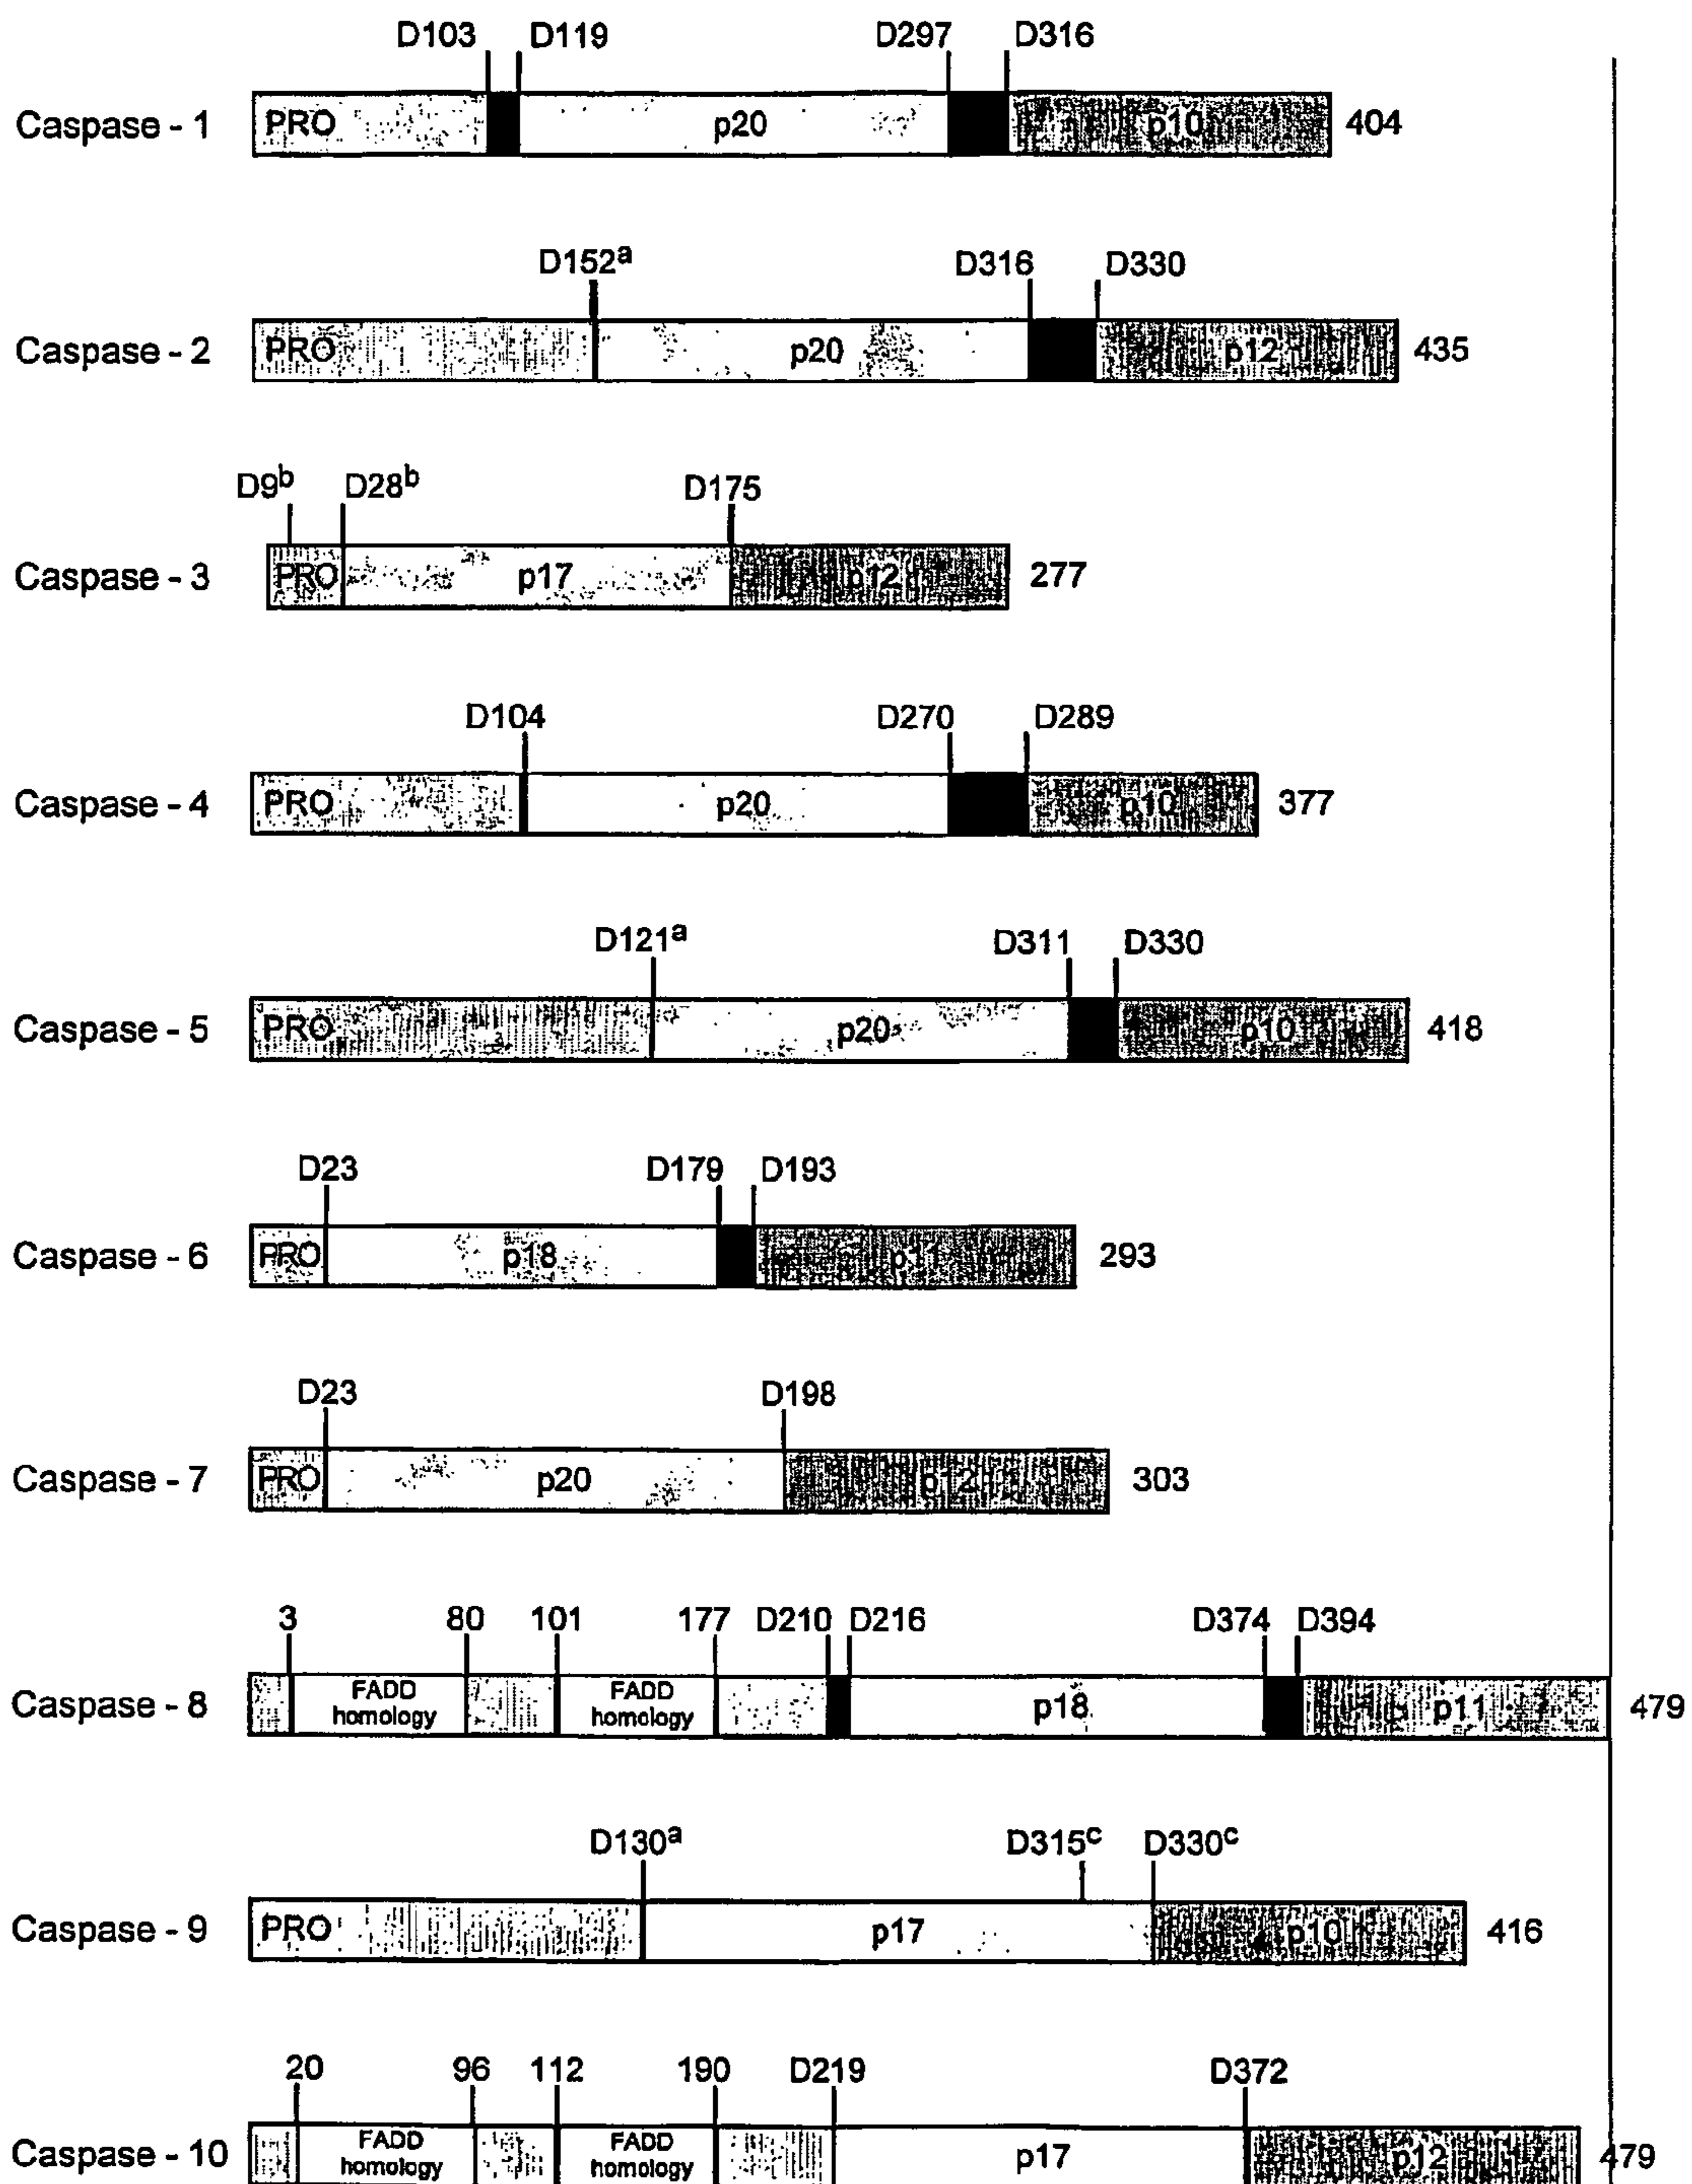 D103 D119 D297 D316
Caspase - 1 PRO p20 p10 404
D152a D316 D330
Caspase - 2 PRO p20 p12 435
D9b D28b D175
Caspase - 3 PRO p17 p12 277
D104 D270 D289
Caspase - 4 PRO p20 p10 377
D121a D311 D330
Caspase - 5 PRO p20 p10 418
D23 D179 D193
Caspase - 6 PRO p18 p11 293
D23 D198
Caspase - 7 PRO p20 p12 303
3 80 101 177 D210 D216 D374 D394
Caspase - 8 FADD homology FADD homology p18 p11 479
D130a D315c D330c
Caspase - 9 PRO p17 p10 416
20 96 112 190 D219 D372
Caspase - 10 FADD homology FADD homology p17 p12 479